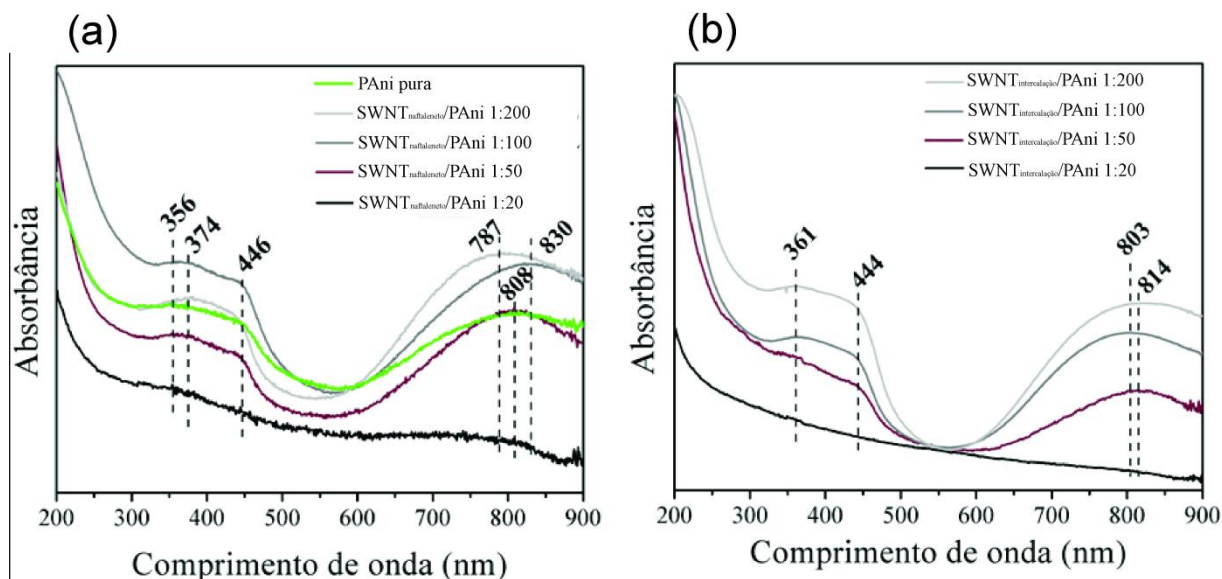 (a)
PAni pura
SWNTnaftaleneto/PAni 1:200
SWNTnaftaleneto/PAni 1:100
SWNTnaftaleneto/PAni 1:50
SWNTnaftaleneto/PAni 1:20
356
374
446
787
808
830
Absorbância
200 300 400 500 600 700 800 900
Comprimento de onda (nm)
(b)
SWNTintercalação/PAni 1:200
SWNTintercalação/PAni 1:100
SWNTintercalação/PAni 1:50
SWNTintercalação/PAni 1:20
361
444
803
814
Absorbância
200 300 400 500 600 700 800 900
Comprimento de onda (nm)